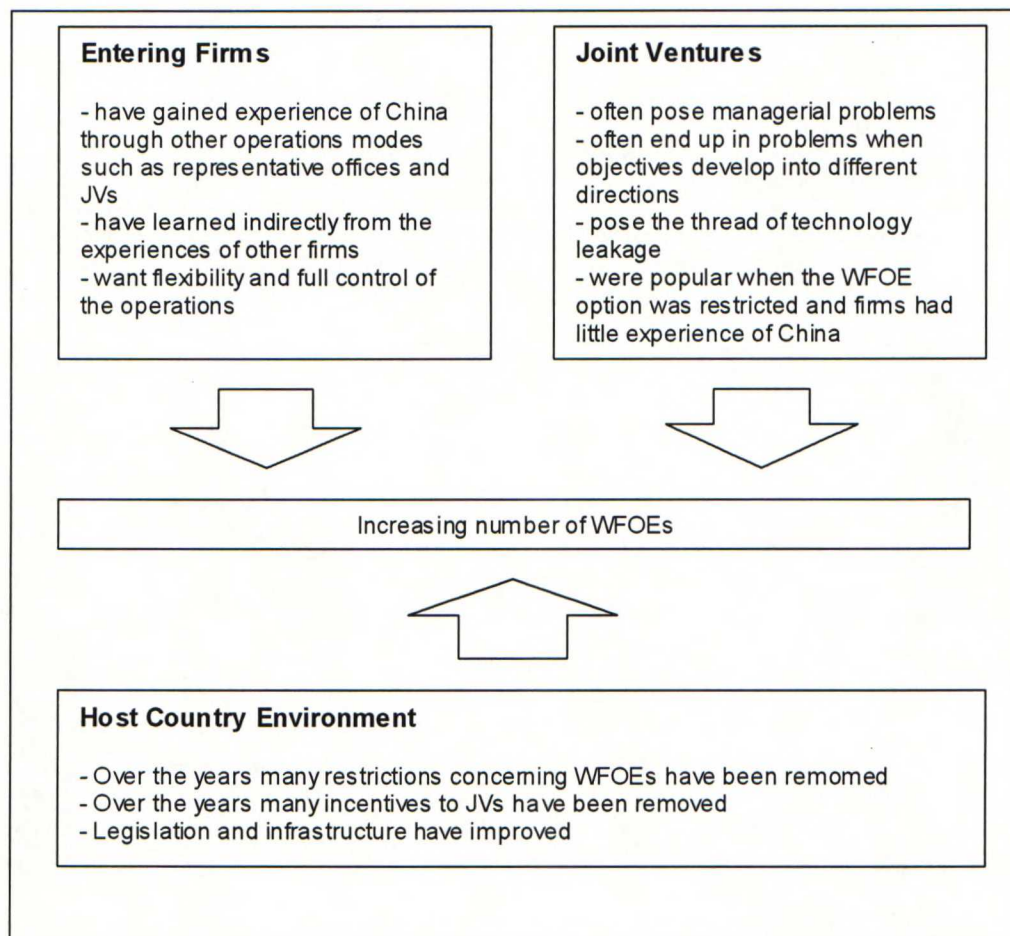 Entering Firms
- have gained experience of China
through other operations modes
such as representative offices and
JVs
- have learned indirectly from the
experiences of other firms
- want flexibility and full control of
the operations
Joint Ventures
- often pose managerial problems
- often end up in problems when
objectives develop into different
directions
- pose the thread of technology
leakage
- were popular when the WFOE
option was restricted and firms had
little experience of China
Increasing number of WFOEs
Host Country Environment
- Over the years many restrictions concerning WFOEs have been remomed
- Over the years many incentives to JVs have been removed
- Legislation and infrastructure have improved